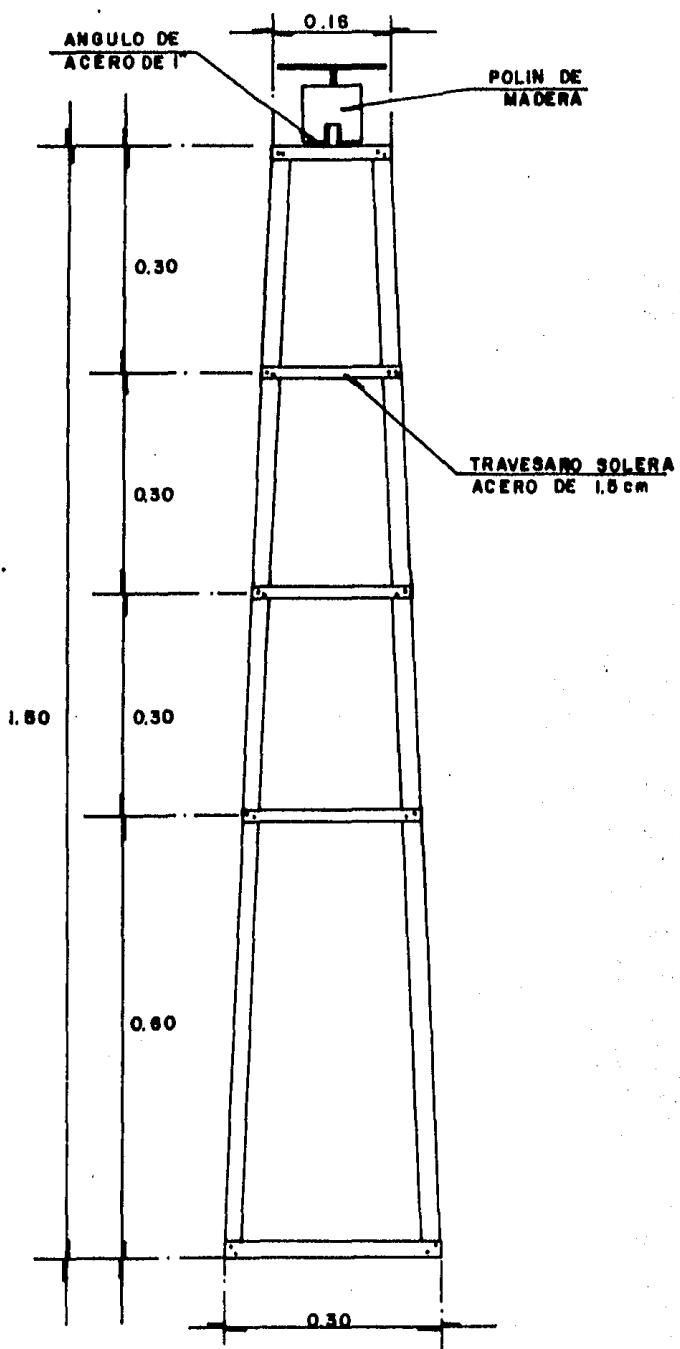 0.16
ANGULO DE
ACERO DE 1"
POLIN DE
MADERA
0.30
TRAVESAÑO SOLERA
ACERO DE 1.5 cm
0.30
1.50
0.30
0.60
0.30